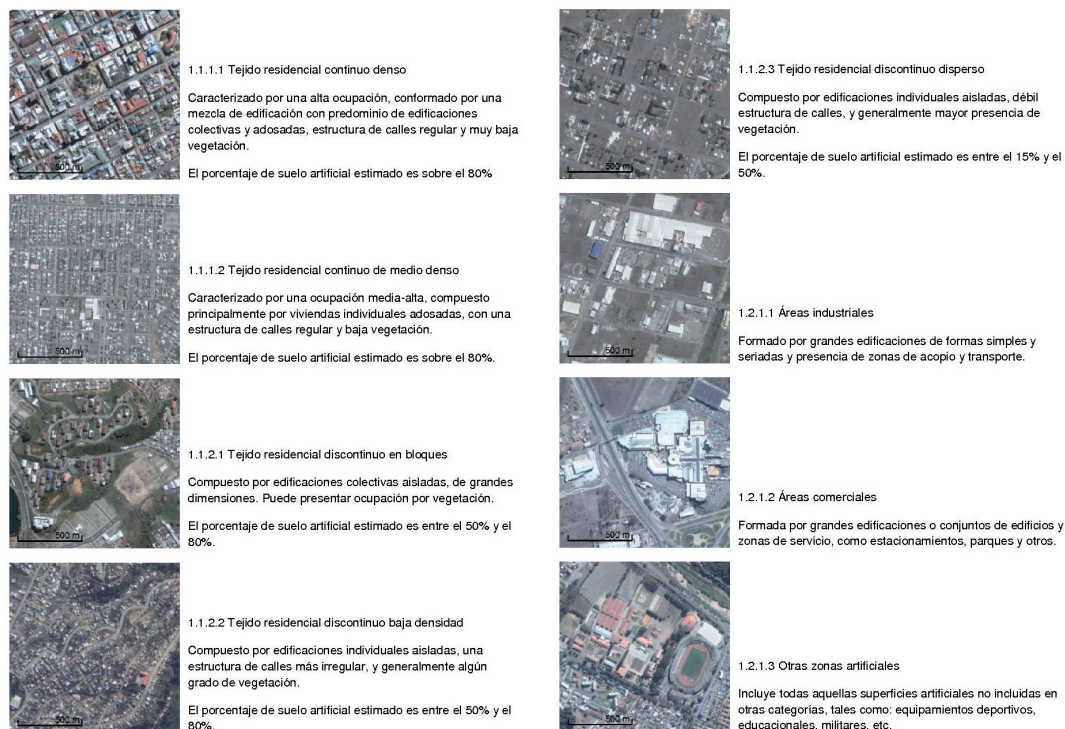 1.1.1.1 Tejido residencial continuo denso
Caracterizado por una alta ocupación, conformado por una
mezcla de edificación con predominio de edificaciones
colectivas y adosadas, estructura de calles regular y muy baja
vegetación.
El porcentaje de suelo artificial estimado es sobre el 80%
500 m
1.1.1.2 Tejido residencial continuo de medio denso
Caracterizado por una ocupación media-alta, compuesto
principalmente por viviendas individuales adosadas, con una
estructura de calles regular y baja vegetación.
El porcentaje de suelo artificial estimado es sobre el 80%.
500 m
1.1.2.1 Tejido residencial discontinuo en bloques
Compuesto por edificaciones colectivas aisladas, de grandes
dimensiones. Puede presentar ocupación por vegetación.
El porcentaje de suelo artificial estimado es entre el 50% y el
80%.
500 m
1.1.2.2 Tejido residencial discontinuo baja densidad
Compuesto por edificaciones individuales aisladas, una
estructura de calles más irregular, y generalmente algún
grado de vegetación.
El porcentaje de suelo artificial estimado es entre el 50% y el
80%.
500 m
1.1.2.3 Tejido residencial discontinuo disperso
Compuesto por edificaciones individuales aisladas, débil
estructura de calles, y generalmente mayor presencia de
vegetación.
El porcentaje de suelo artificial estimado es entre el 15% y el
50%.
500 m
1.2.1.1 Áreas industriales
Formado por grandes edificaciones de formas simples y
seriadas y presencia de zonas de acopio y transporte.
500 m
1.2.1.2 Áreas comerciales
Formada por grandes edificaciones o conjuntos de edificios y
zonas de servicio, como estacionamientos, parques y otros.
500 m
1.2.1.3 Otras zonas artificiales
Incluye todas aquellas superficies artificiales no incluidas en
otras categorías, tales como: equipamientos deportivos,
educacionales, militares, etc.
500 m